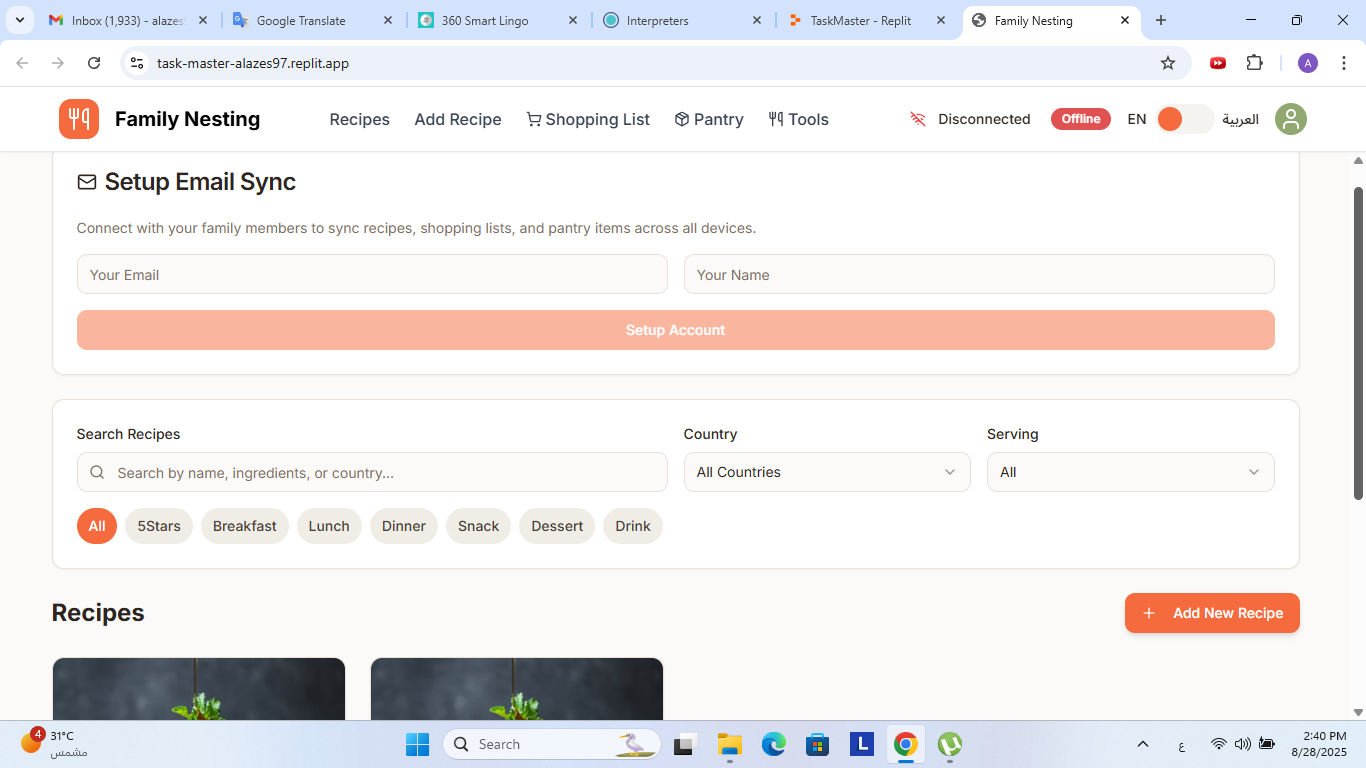 Inbox (1,933) - alazes
Google Translate
360 Smart Lingo
Interpreters
TaskMaster - Replit
Family Nesting
task-master-alazes97.replit.app
A
Family Nesting
Recipes
Add Recipe
Shopping List
Pantry
Tools
Disconnected
Offline
EN
العربية
Setup Email Sync
Connect with your family members to sync recipes, shopping lists, and pantry items across all devices.
Your Email
Your Name
Setup Account
Search Recipes
Country
Serving
Search by name, ingredients, or country...
All Countries
All
All
5Stars
Breakfast
Lunch
Dinner
Snack
Dessert
Drink
Recipes
+ Add New Recipe
4
31°C
مشمس
Search
L
ع
2:40 PM
8/28/2025